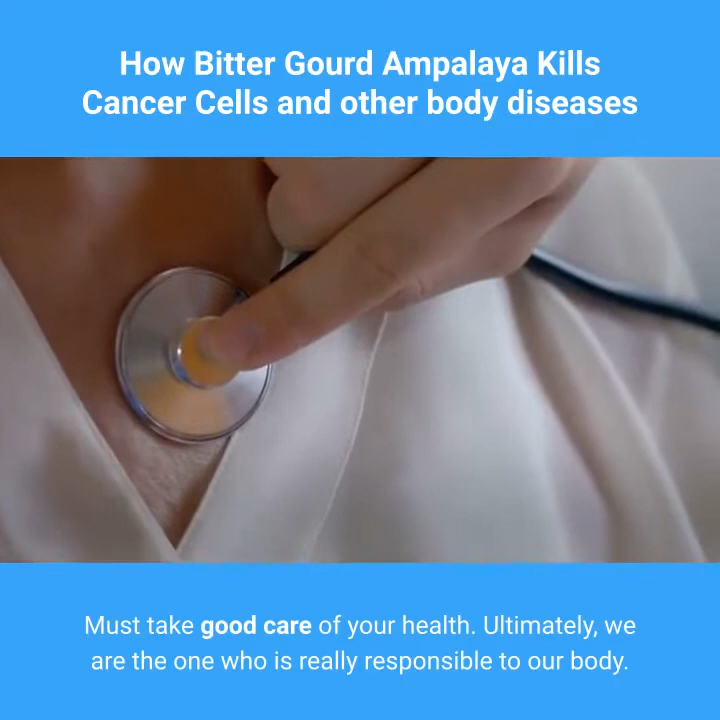 How Bitter Gourd Ampalaya Kills
Cancer Cells and other body diseases
Must take good care of your health. Ultimately, we
are the one who is really responsible to our body.